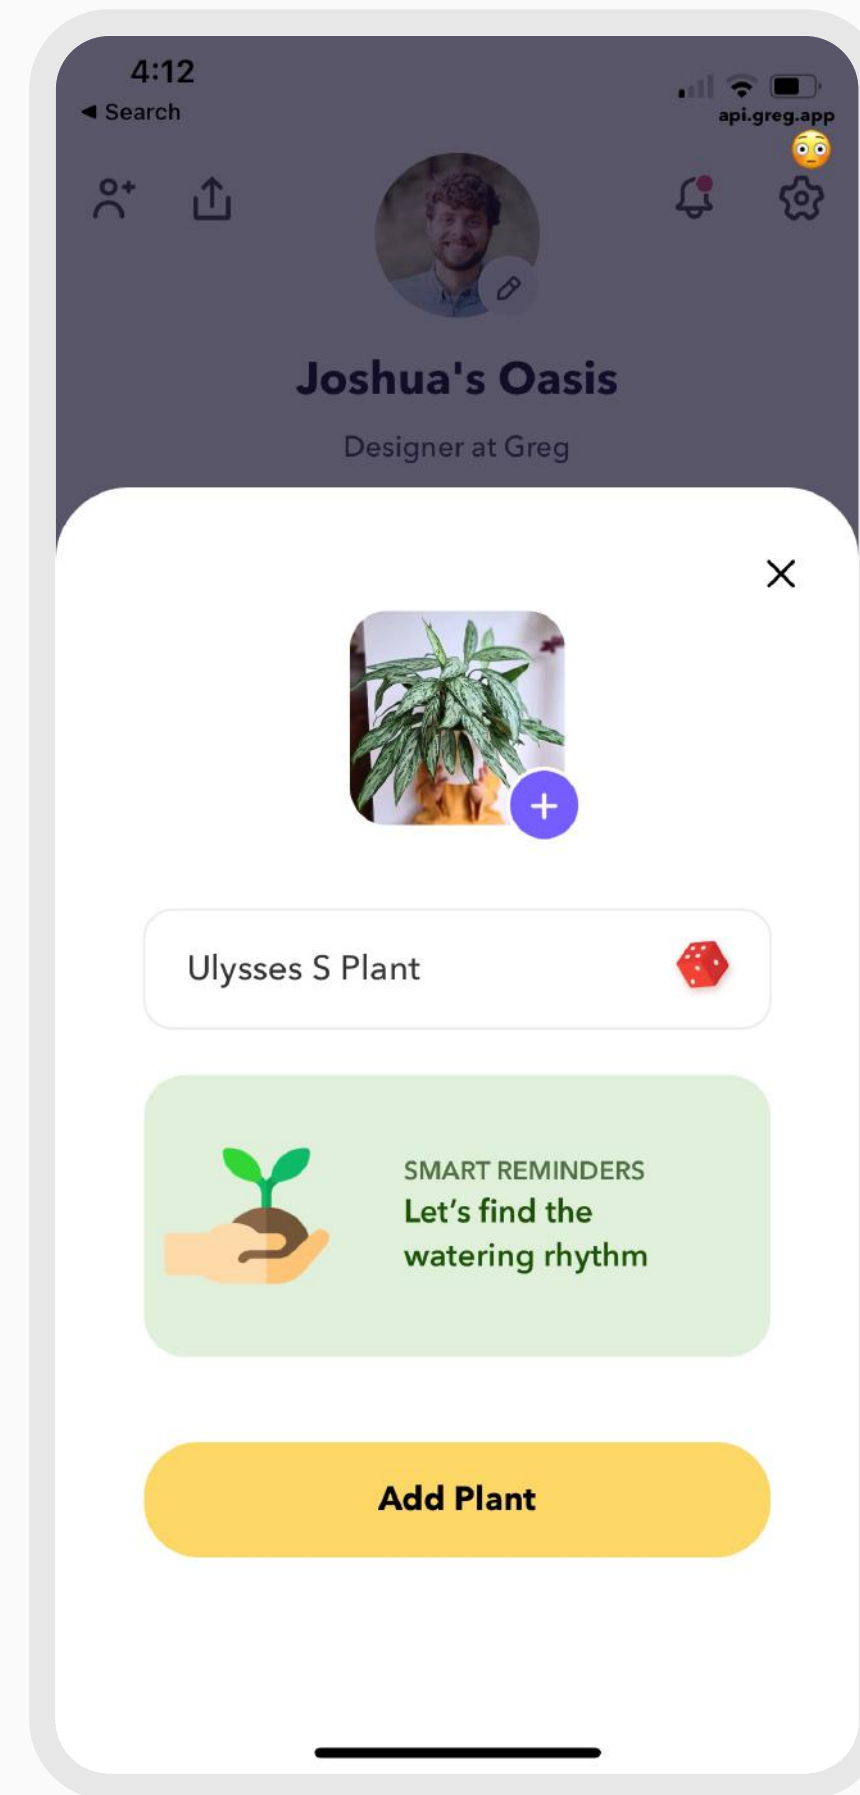 4:12
◀ Search
api.greg.app
Joshua's Oasis
Designer at Greg
Ulysses S Plant
SMART REMINDERS
Let’s find the
watering rhythm
Add Plant